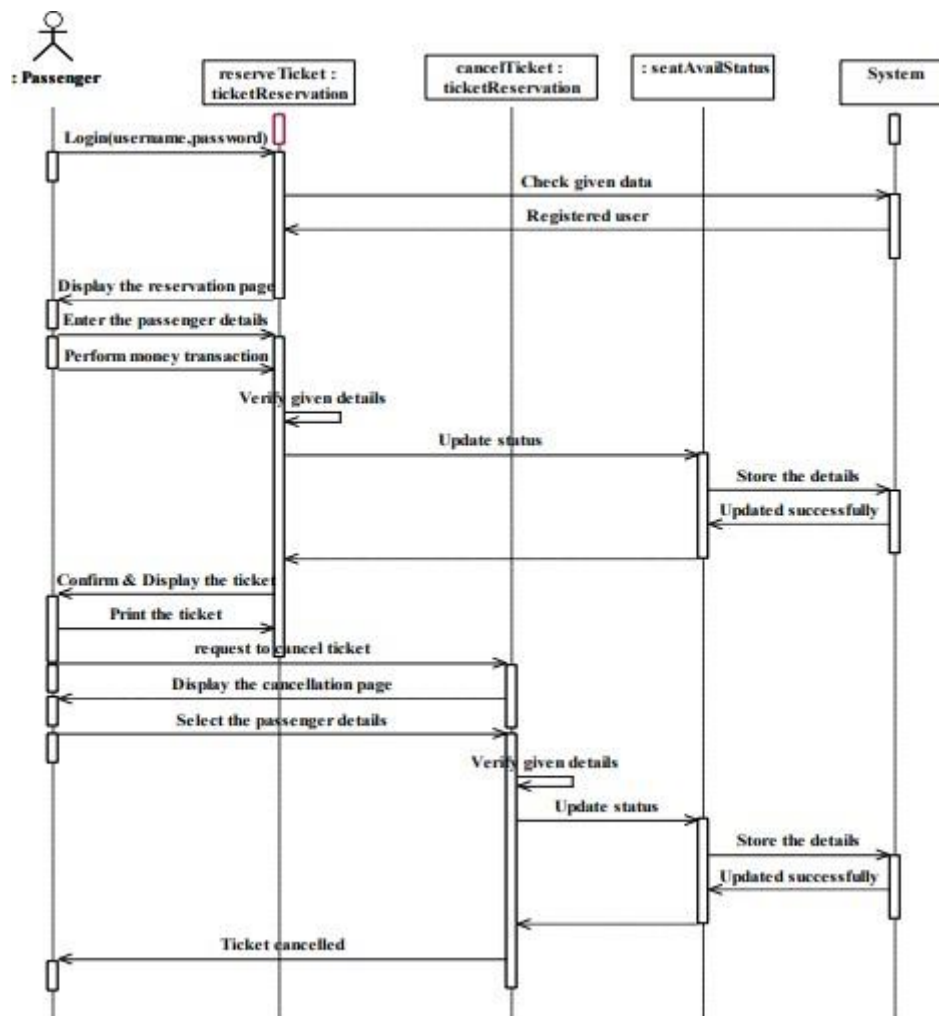 : Passenger
reserveTicket :
ticketReservation
cancelTicket :
ticketReservation
: seatAvailStatus
System
Login(username,password)
Check given data
Registered user
Display the reservation page
Enter the passenger details
Perform money transaction
Verify given details
Update status
Store the details
Updated successfully
Confirm & Display the ticket
Print the ticket
request to cancel ticket
Display the cancellation page
Select the passenger details
Verify given details
Update status
Store the details
Updated successfully
Ticket cancelled